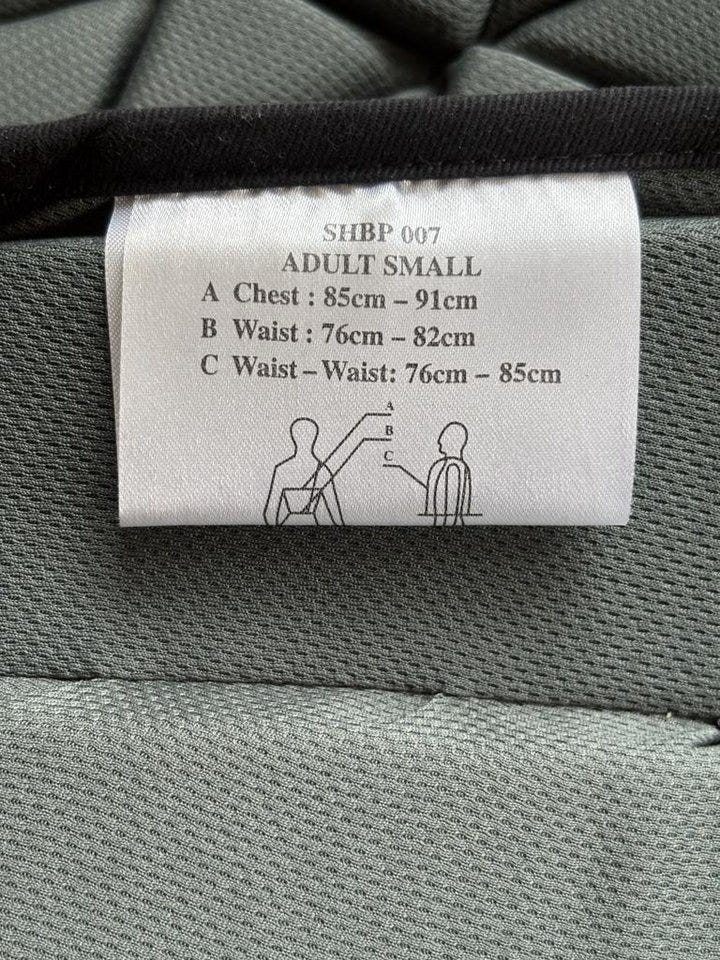 SHBP 007
ADULT SMALL
A Chest : 85cm – 91cm
B Waist : 76cm – 82cm
C Waist – Waist: 76cm – 85cm
A
B
C